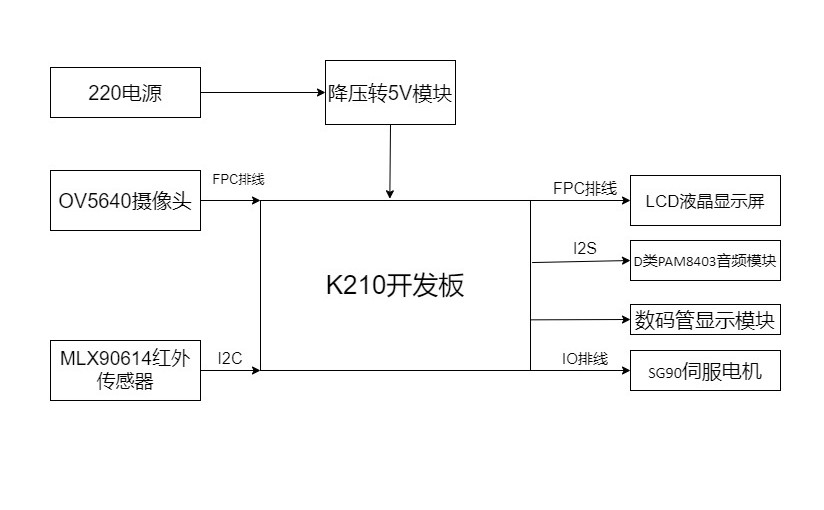 220电源
降压转5V模块
OV5640摄像头
FPC排线
FPC排线
LCD液晶显示屏
I2S
D类PAM8403音频模块
K210开发板
数码管显示模块
MLX90614红外
传感器
I2C
IO排线
SG90伺服电机